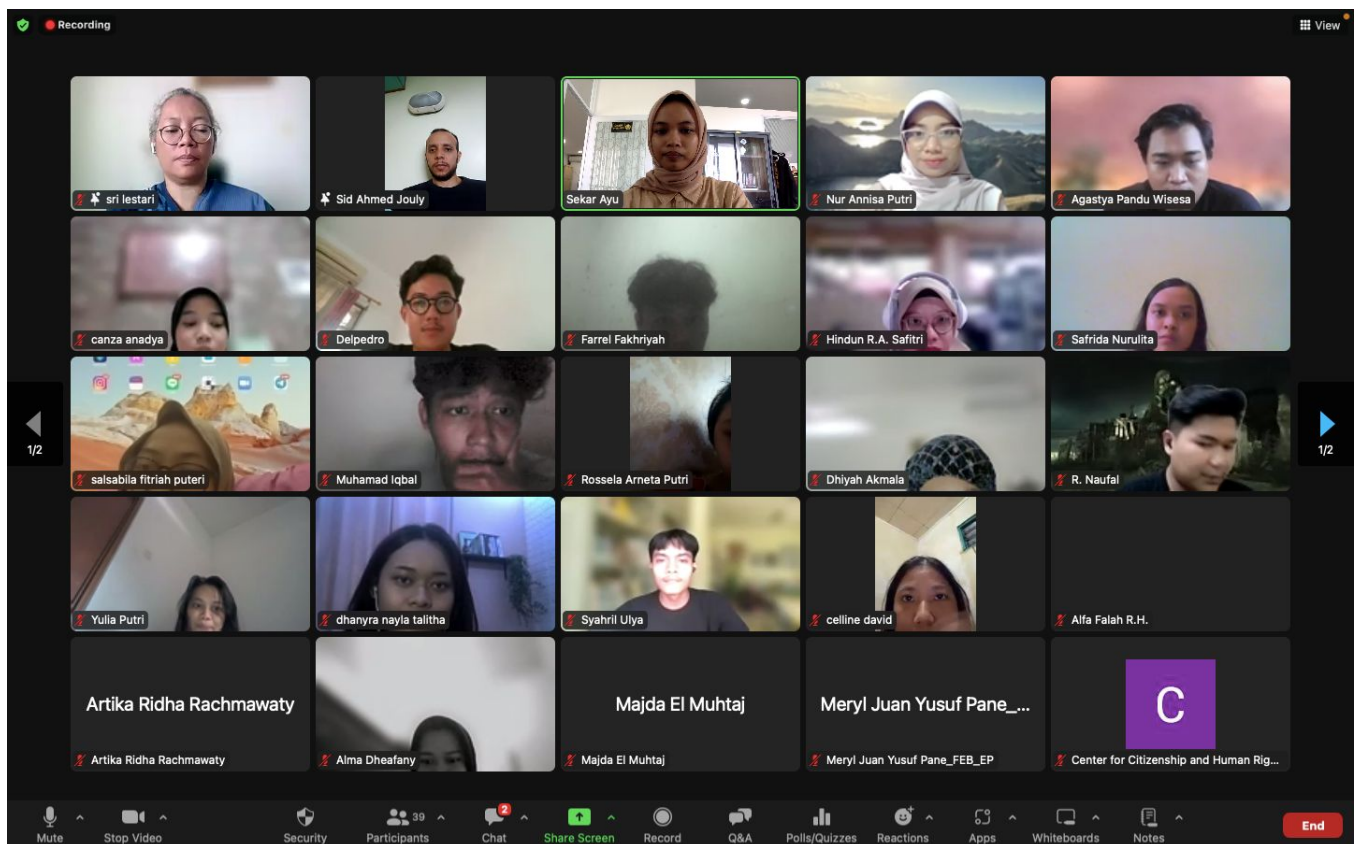 Recording
View
sri lestari
Sid Ahmed Jouly
Sekar Ayu
Nur Annisa Putri
Agastya Pandu Wisesa
canza anadya
Delpedro
Farrel Fakhriyah
Hindun R.A. Safitri
Safrida Nurulita
1/2
1/2
salsabila fitriah puteri
Muhamad Iqbal
Rossela Arneta Putri
Dhiyah Akmala
R. Naufal
Yulia Putri
dhanyra nayla talitha
Syahril Ulya
celline david
Alfa Falah R.H.
Artika Ridha Rachmawaty
Majda El Muhtaj
Meryl Juan Yusuf Pane_...
C
Artika Ridha Rachmawaty
Alma Dheafany
Majda El Muhtaj
Meryl Juan Yusuf Pane_FEB_EP
Center for Citizenship and Human Rig...
39
2
Mute
Stop Video
Security
Participants
Chat
Share Screen
Record
Q&A
Polls/Quizzes
Reactions
Apps
Whiteboards
Notes
End